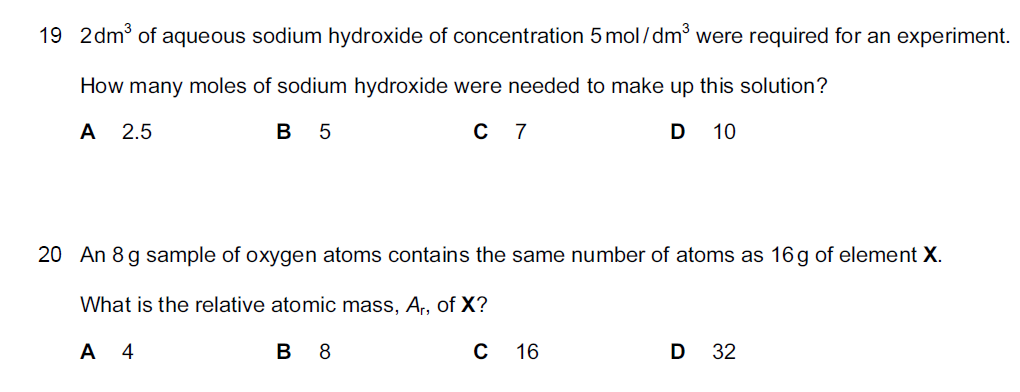 19 2 dm³ of aqueous sodium hydroxide of concentration 5 mol/dm³ were required for an experiment.
How many moles of sodium hydroxide were needed to make up this solution?
A 2.5 B 5 C 7 D 10
20 An 8 g sample of oxygen atoms contains the same number of atoms as 16 g of element X.
What is the relative atomic mass, Aᵣ, of X?
A 4 B 8 C 16 D 32